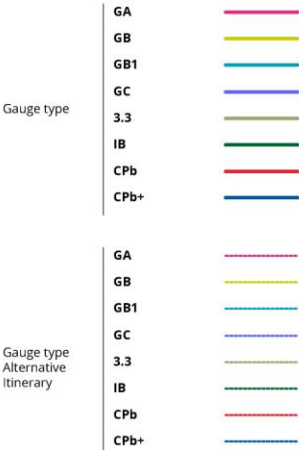 Gauge type
GA
GB
GB1
GC
3.3
IB
CPb
CPb+
Gauge type
Alternative
Itinerary
GA
GB
GB1
GC
3.3
IB
CPb
CPb+